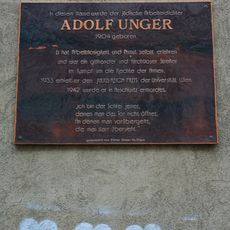 In diesem Hause wurde der jüdische Arbeiterdichter
ADOLF UNGER
1904 geboren.
Er hat Arbeitslosigkeit und Armut selbst erfahren
und war ein glühender und furchtloser Streiter
im Kampf um die Rechte der Armen.
1933 erhielt er den JULIUS REICH PREIS der Universität Wien.
1942 wurde er in Auschwitz ermordet.
Ich bin der Schrei jener,
denen man das Tor nicht öffnet,
An denen man vorübergeht,
die man starr übersieht."